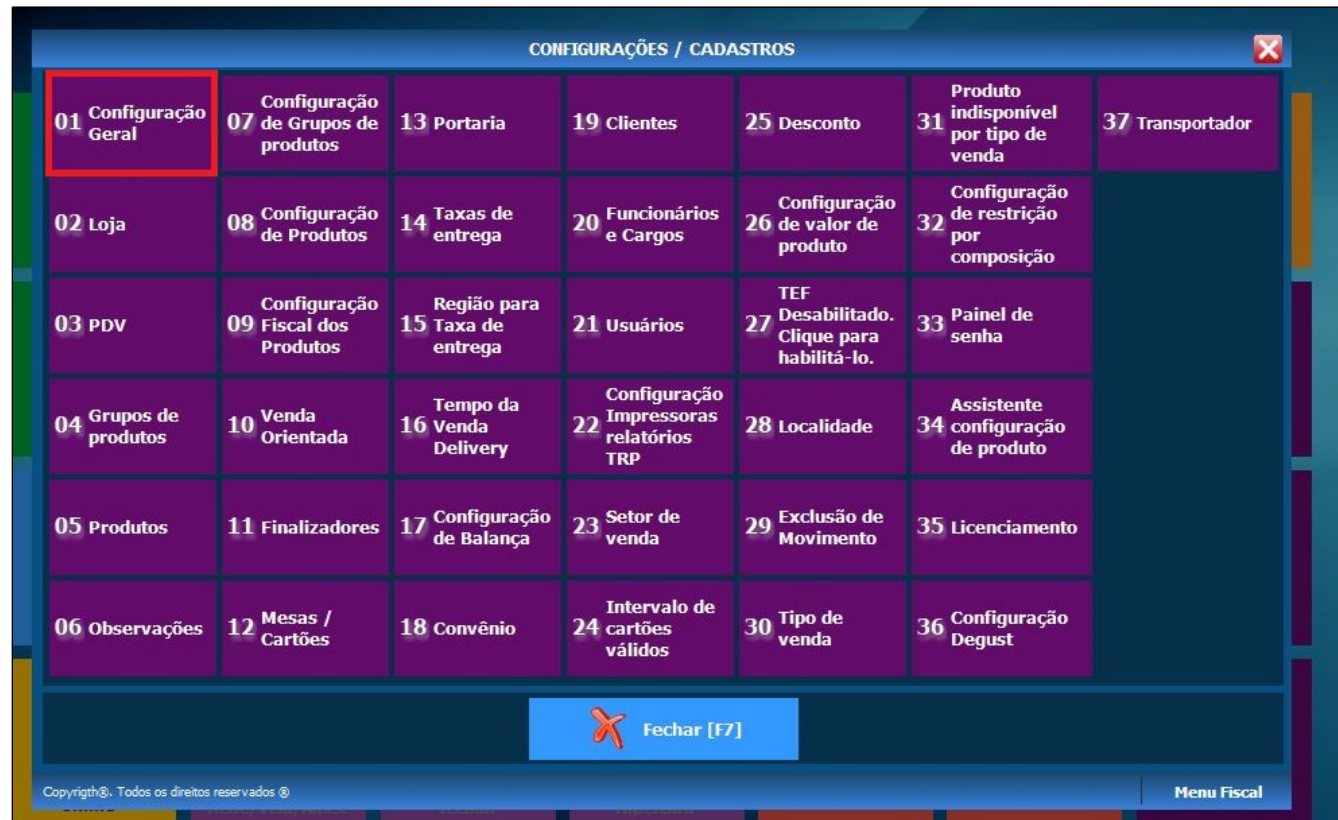 CONFIGURAÇÕES / CADASTROS
01 Configuração
Geral
07 Configuração
de Grupos de
produtos
13 Portaria
19 Clientes
25 Desconto
31 Produto
indisponível
por tipo de
venda
37 Transportador
02 Loja
08 Configuração
de Produtos
14 Taxas de
entrega
20 Funcionários
e Cargos
26 Configuração
de valor de
produto
32 Configuração
de restrição
por
composição
03 PDV
09 Configuração
Fiscal dos
Produtos
15 Região para
Taxa de
entrega
21 Usuários
27 TEF
Desabilitado.
Clique para
habilitá-lo.
33 Painel de
senha
04 Grupos de
produtos
10 Venda
Orientada
16 Tempo da
Venda
Delivery
22 Configuração
Impressoras
relatórios
TRP
28 Localidade
34 Assistente
configuração
de produto
05 Produtos
11 Finalizadores
17 Configuração
de Balança
23 Setor de
venda
29 Exclusão de
Movimento
35 Licenciamento
06 Observações
12 Mesas /
Cartões
18 Convênio
24 Intervalo de
cartões
válidos
30 Tipo de
venda
36 Configuração
Degust
Fechar [F7]
Copyrigth®. Todos os direitos reservados ®
Menu Fiscal